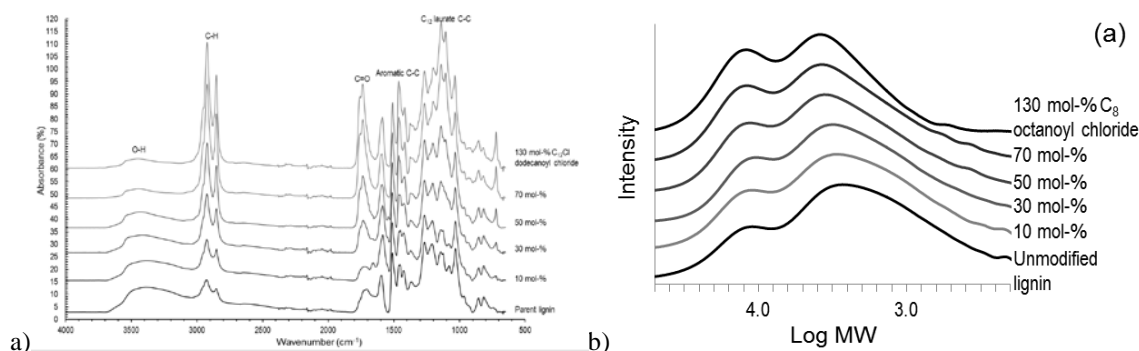 120
115
110
105
100
95
90
85
80
75
70
65
60
55
50
45
40
35
30
25
20
15
10
5
0
Absorbance (%)
C12 laurate C-C
C-H
C=O
Aromatic C-C
O-H
130 mol-% C12Cl
dodecanoyl chloride
70 mol-%
50 mol-%
30 mol-%
10 mol-%
Parent lignin
4000 3500 3000 2500 2000 1500 1000 500
Wavenumber (cm-1)
a)
(a)
Intensity
130 mol-% C8
octanoyl chloride
70 mol-%
50 mol-%
30 mol-%
10 mol-%
Unmodified
lignin
4.0 3.0
Log MW
b)